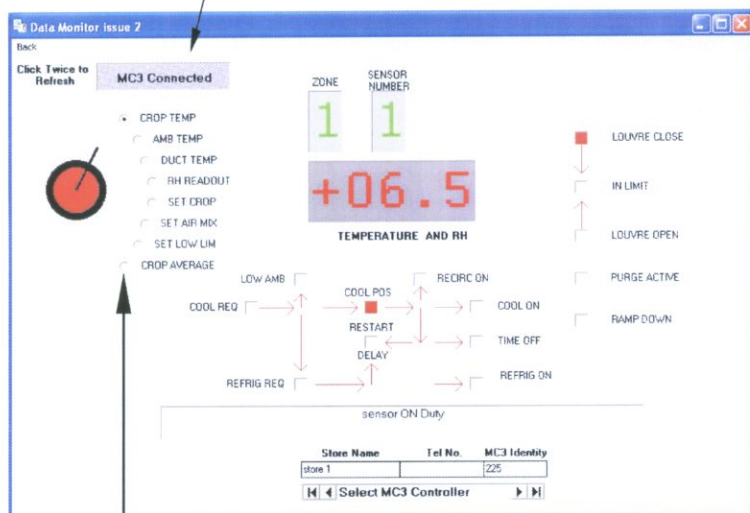 Data Monitor issue 2
Back
Click Twice to
Refresh
MC3 Connected
CROP TEMP
AMB TEMP
DUCT TEMP
RH READOUT
SET CROP
SET AIR MIX
SET LOW LIM
CROP AVERAGE
ZONE
1
SENSOR
NUMBER
1
+06.5
TEMPERATURE AND RH
LOUVRE CLOSE
IN LIMIT
LOUVRE OPEN
PURGE ACTIVE
RAMP DOWN
LOW AMB
RECIRC ON
COOL POS
COOL REQ
COOL ON
RESTART
TIME OFF
DELAY
REFRIG REQ
REFRIG ON
sensor ON Duty
Store Name Tel No. MC3 Identity
store 1 225
Select MC3 Controller